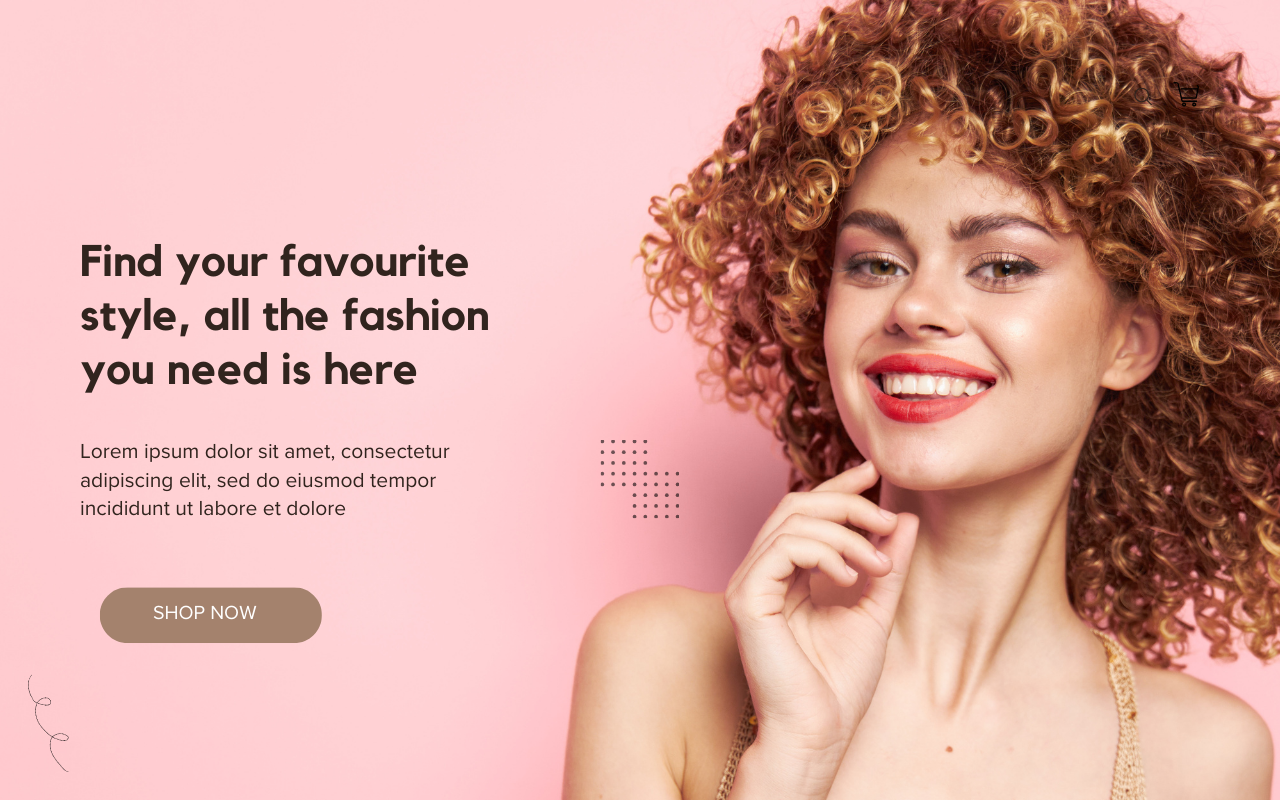 Find your favourite
style, all the fashion
you need is here
Lorem ipsum dolor sit amet, consectetur
adipiscing elit, sed do eiusmod tempor
incididunt ut labore et dolore
SHOP NOW